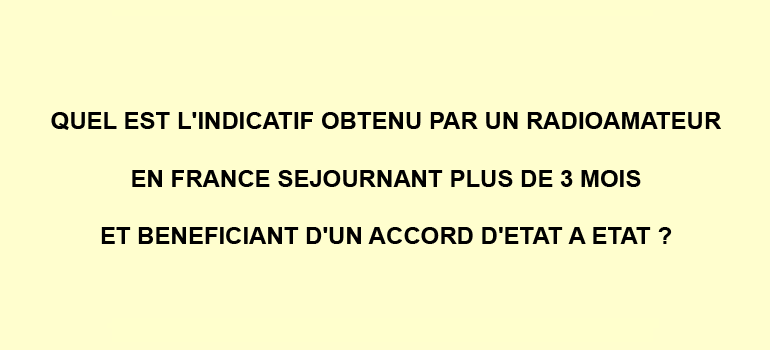 QUEL EST L'INDICATIF OBTENU PAR UN RADIOAMATEUR
EN FRANCE SEJOURNANT PLUS DE 3 MOIS
ET BENEFICIANT D'UN ACCORD D'ETAT A ETAT ?